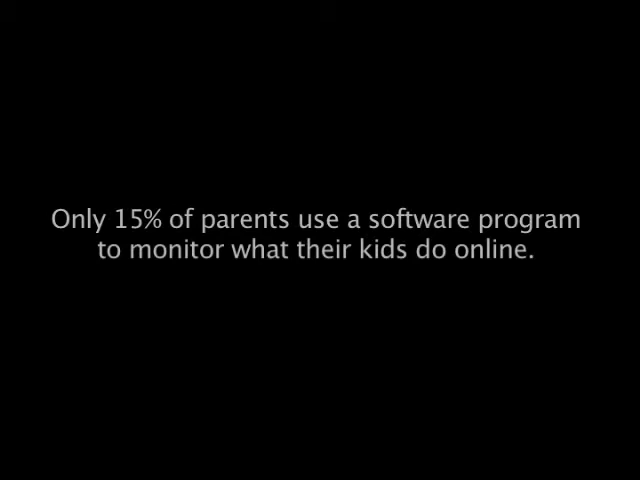 Only 15% of parents use a software program
to monitor what their kids do online.